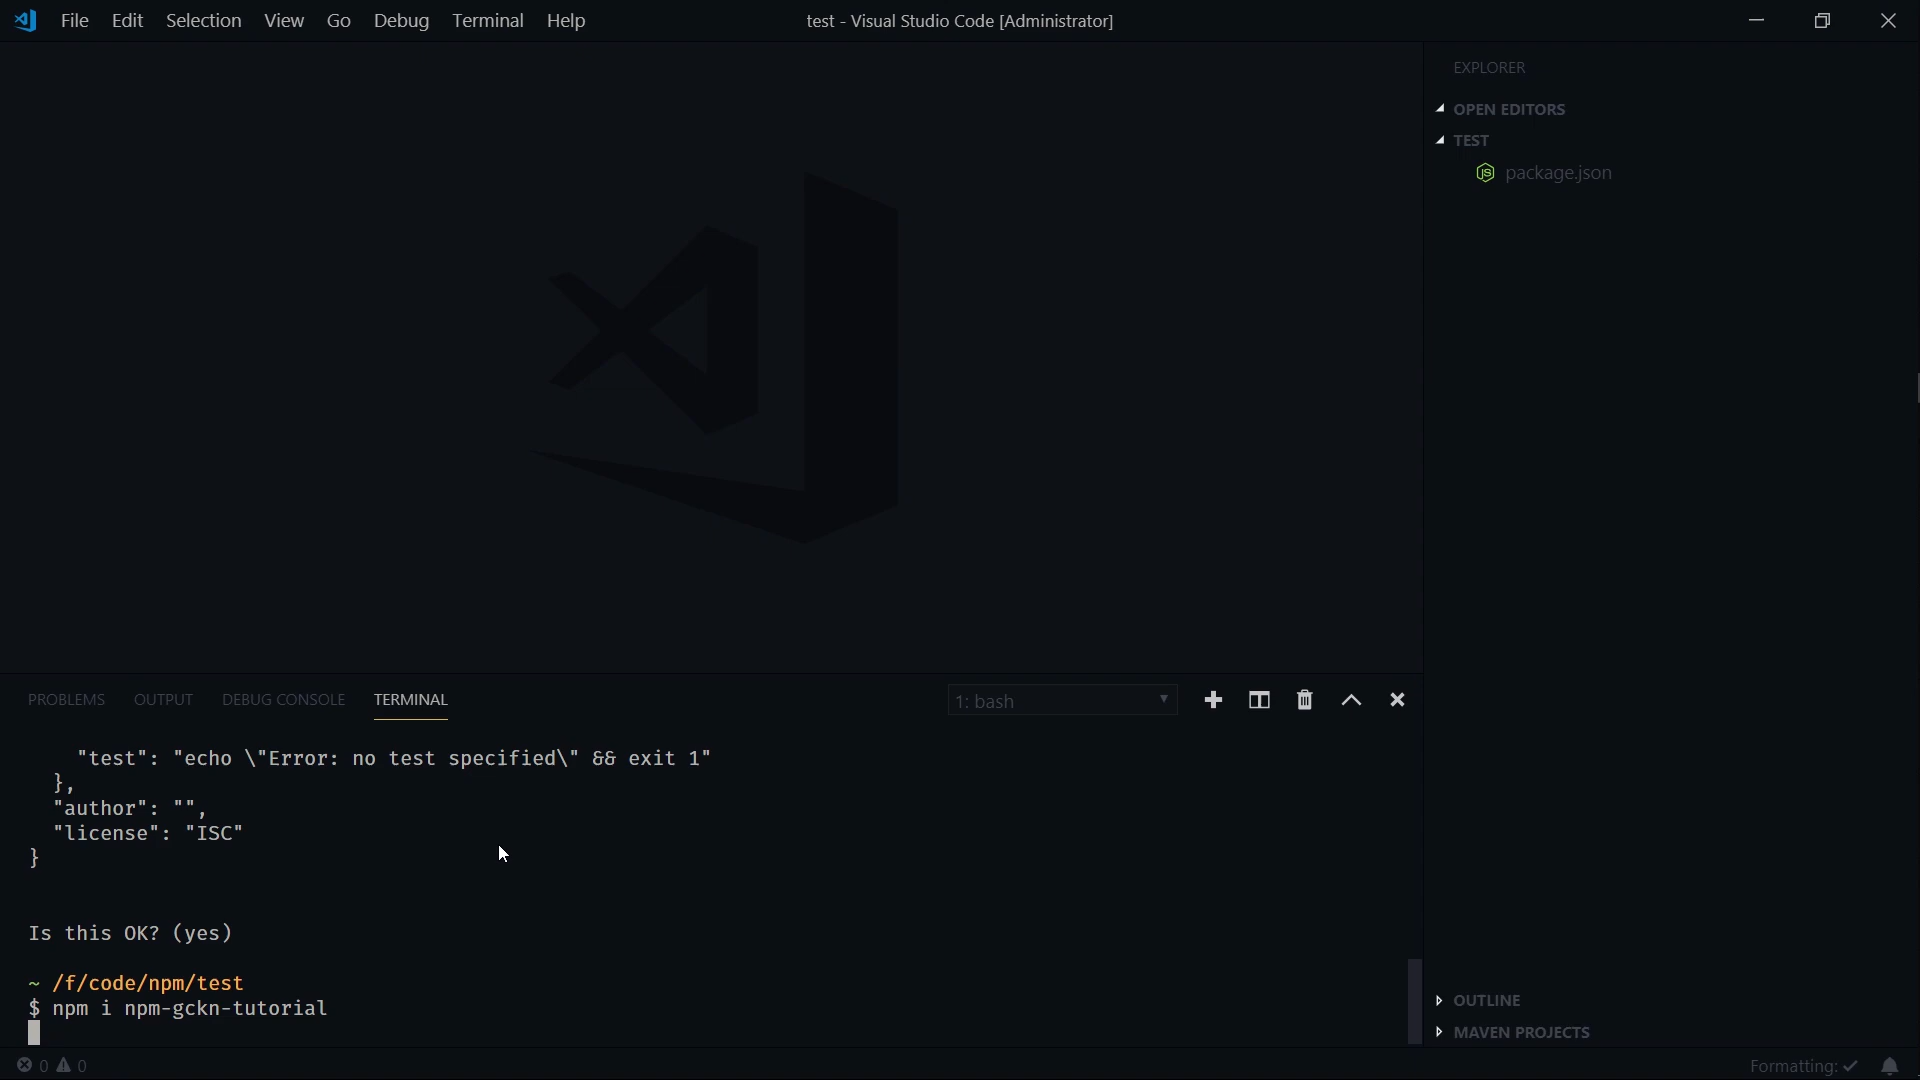 File Edit Selection View Go Debug Terminal Help test - Visual Studio Code [Administrator]
EXPLORER
OPEN EDITORS
TEST
package.json
PROBLEMS OUTPUT DEBUG CONSOLE TERMINAL 1: bash
"test": "echo \"Error: no test specified\" && exit 1"
},
"author": "",
"license": "ISC"
}
Is this OK? (yes)
~ /f/code/npm/test
$ npm i npm-gckn-tutorial
OUTLINE
MAVEN PROJECTS
0 0 Formatting: ✓